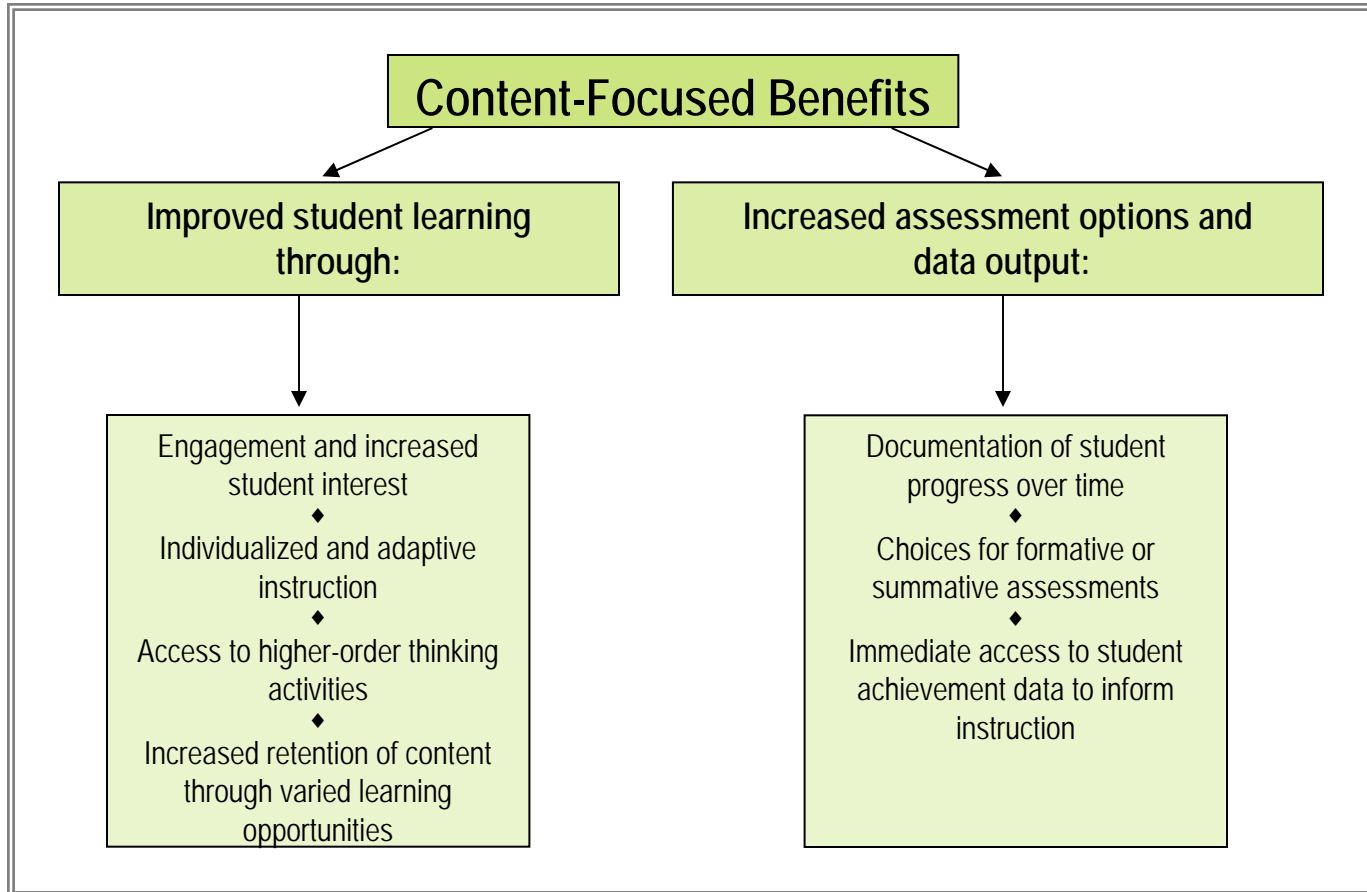 Content-Focused Benefits
Improved student learning
through:
Engagement and increased
student interest
♦
Individualized and adaptive
instruction
♦
Access to higher-order thinking
activities
♦
Increased retention of content
through varied learning
opportunities
Increased assessment options and
data output:
Documentation of student
progress over time
♦
Choices for formative or
summative assessments
♦
Immediate access to student
achievement data to inform
instruction